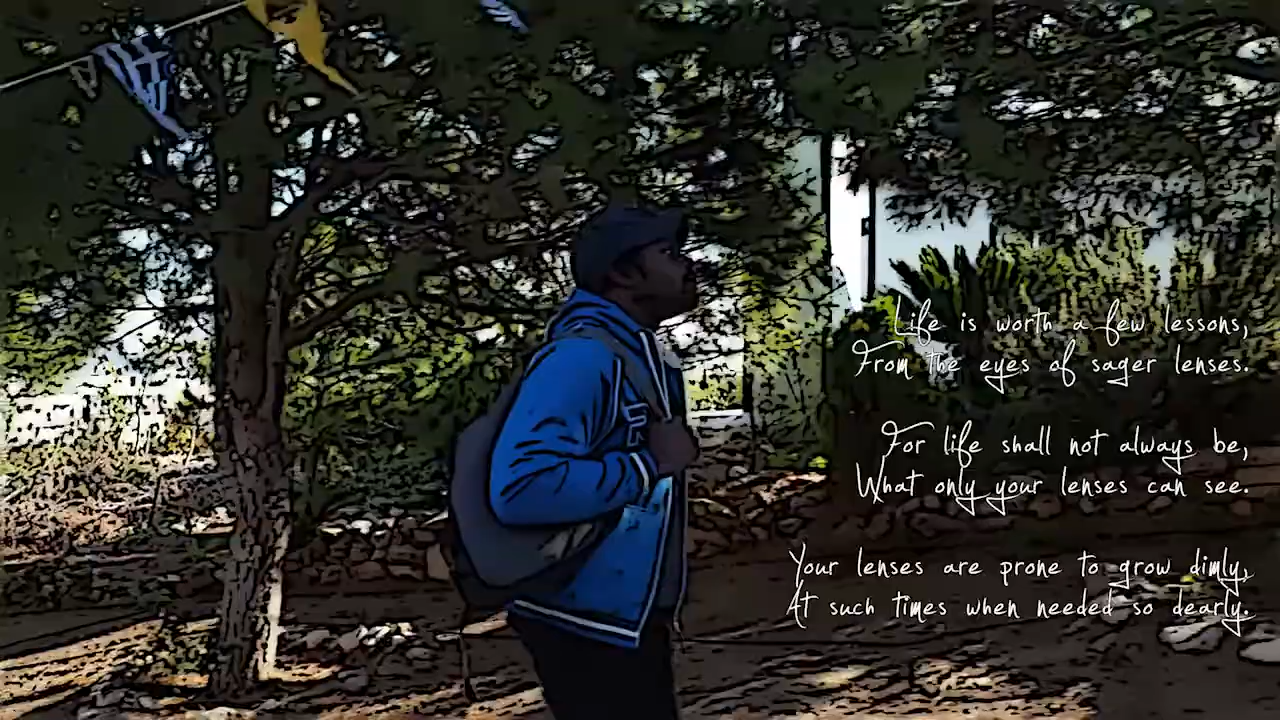 Life is worth a few lessons,
From the eyes of sager lenses.
For life shall not always be,
What only your lenses can see.
Your lenses are prone to grow dimly,
At such times when needed so dearly.